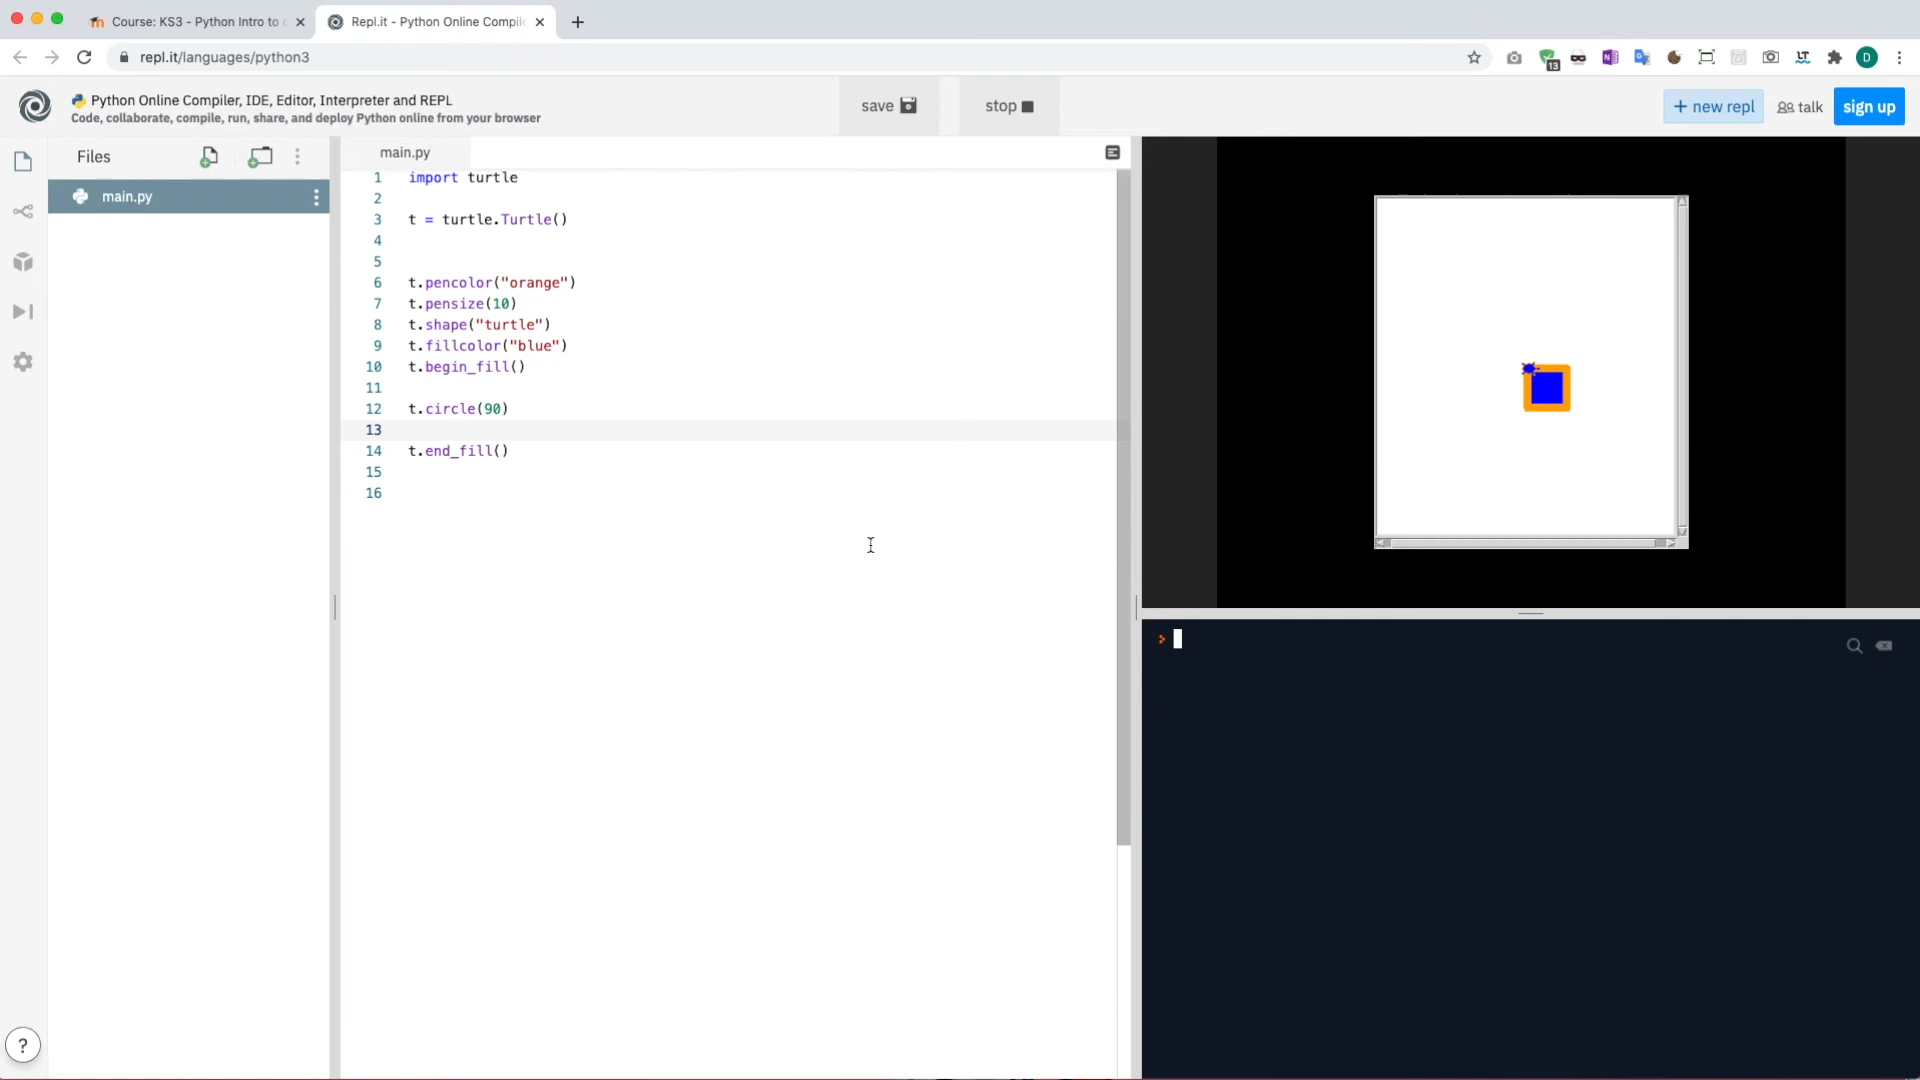 Course: KS3 - Python Intro to
Repl.it - Python Online Compile
repl.it/languages/python3
13
D
Python Online Compiler, IDE, Editor, Interpreter and REPL
Code, collaborate, compile, run, share, and deploy Python online from your browser
save
stop
+ new repl
talk
sign up
Files
main.py
main.py
1 import turtle
2
3 t = turtle.Turtle()
4
5
6 t.pencolor("orange")
7 t.pensize(10)
8 t.shape("turtle")
9 t.fillcolor("blue")
10 t.begin_fill()
11
12 t.circle(90)
13
14 t.end_fill()
15
16
?